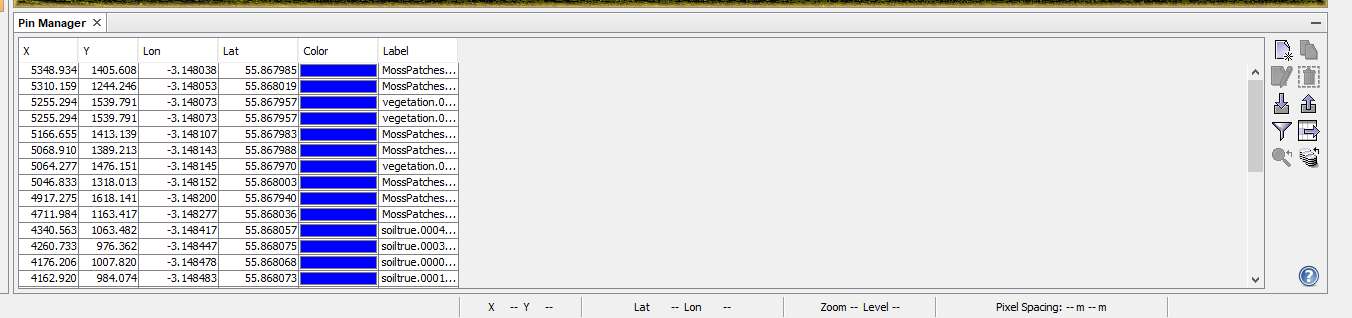 Pin Manager ×
X Y Lon Lat Color Label
5348.934 1405.608 -3.148038 55.867985 MossPatches...
5310.159 1244.246 -3.148053 55.868019 MossPatches...
5255.294 1539.791 -3.148073 55.867957 vegetation.0...
5255.294 1539.791 -3.148073 55.867957 vegetation.0...
5166.655 1413.139 -3.148107 55.867983 MossPatches...
5068.910 1389.213 -3.148143 55.867988 MossPatches...
5064.277 1476.151 -3.148145 55.867970 vegetation.0...
5046.833 1318.013 -3.148152 55.868003 MossPatches...
4917.275 1618.141 -3.148200 55.867940 MossPatches...
4711.984 1163.417 -3.148277 55.868036 MossPatches...
4340.563 1063.482 -3.148417 55.868057 soiltrue.0004...
4260.733 976.362 -3.148447 55.868075 soiltrue.0003...
4176.206 1007.820 -3.148478 55.868068 soiltrue.0000...
4162.920 984.074 -3.148483 55.868073 soiltrue.0001...
X -- Y -- Lat -- Lon -- Zoom -- Level -- Pixel Spacing: -- m -- m